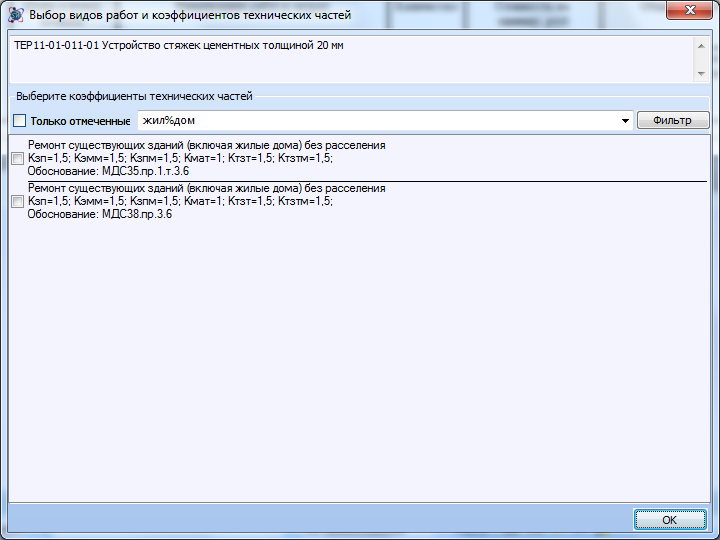 Выбор видов работ и коэффициентов технических частей
ТЕР11-01-011-01 Устройство стяжек цементных толщиной 20 мм
Выберите коэффициенты технических частей
Только отмеченные
жил%дом
Фильтр
Ремонт существующих зданий (включая жилые дома) без расселения
Кзп=1,5; Кэмм=1,5; Кзпм=1,5; Кмат=1; Ктзт=1,5; Ктзтм=1,5;
Обоснование: МДС35.пр.1.т.3.6
Ремонт существующих зданий (включая жилые дома) без расселения
Кзп=1,5; Кэмм=1,5; Кзпм=1,5; Кмат=1; Ктзт=1,5; Ктзтм=1,5;
Обоснование: МДС38.пр.3.6
ОК